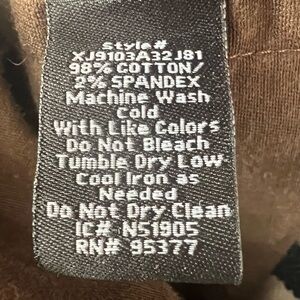 Style#
XJ9103A32J81
98% COTTON/
2% SPANDEX
Machine Wash
Cold
With Like Colors
Do Not Bleach
Tumble Dry Low
Cool Iron as
Needed
Do Not Dry Clean
IC# N51905
RN# 95377